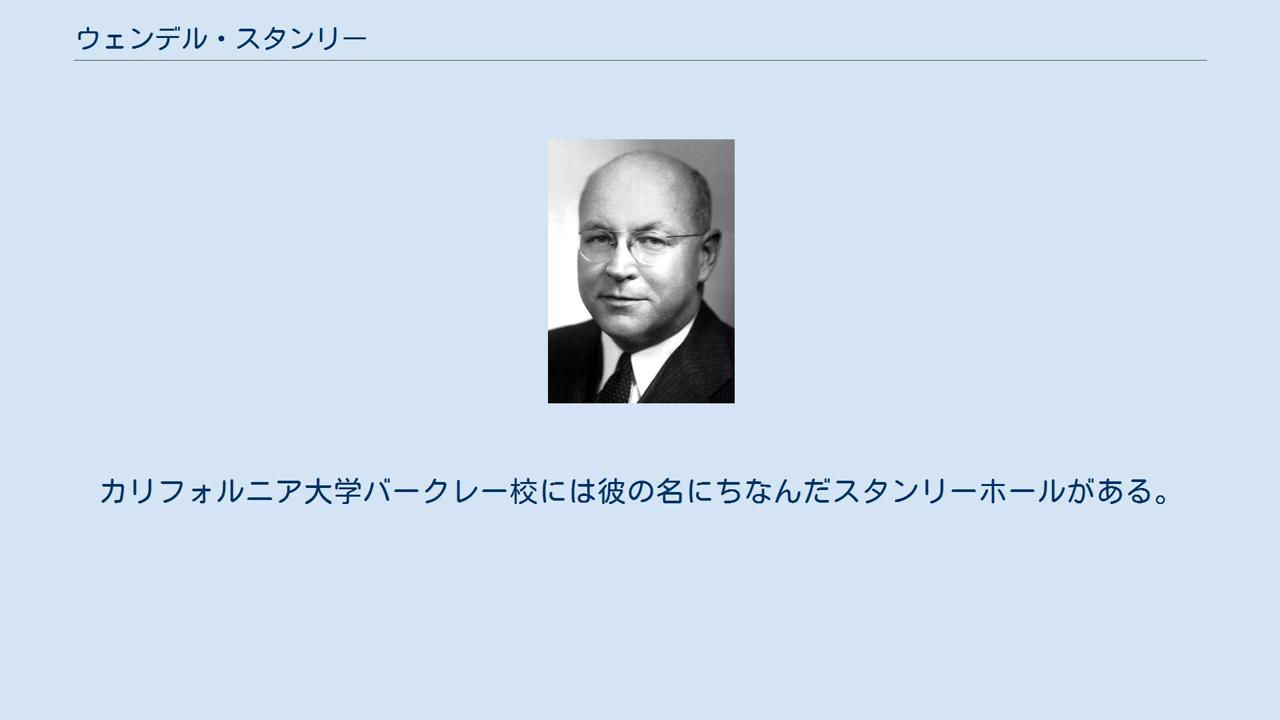 ウェンデル・スタンリー
カリフォルニア大学バークレー校には彼の名にちなんだスタンリーホールがある。